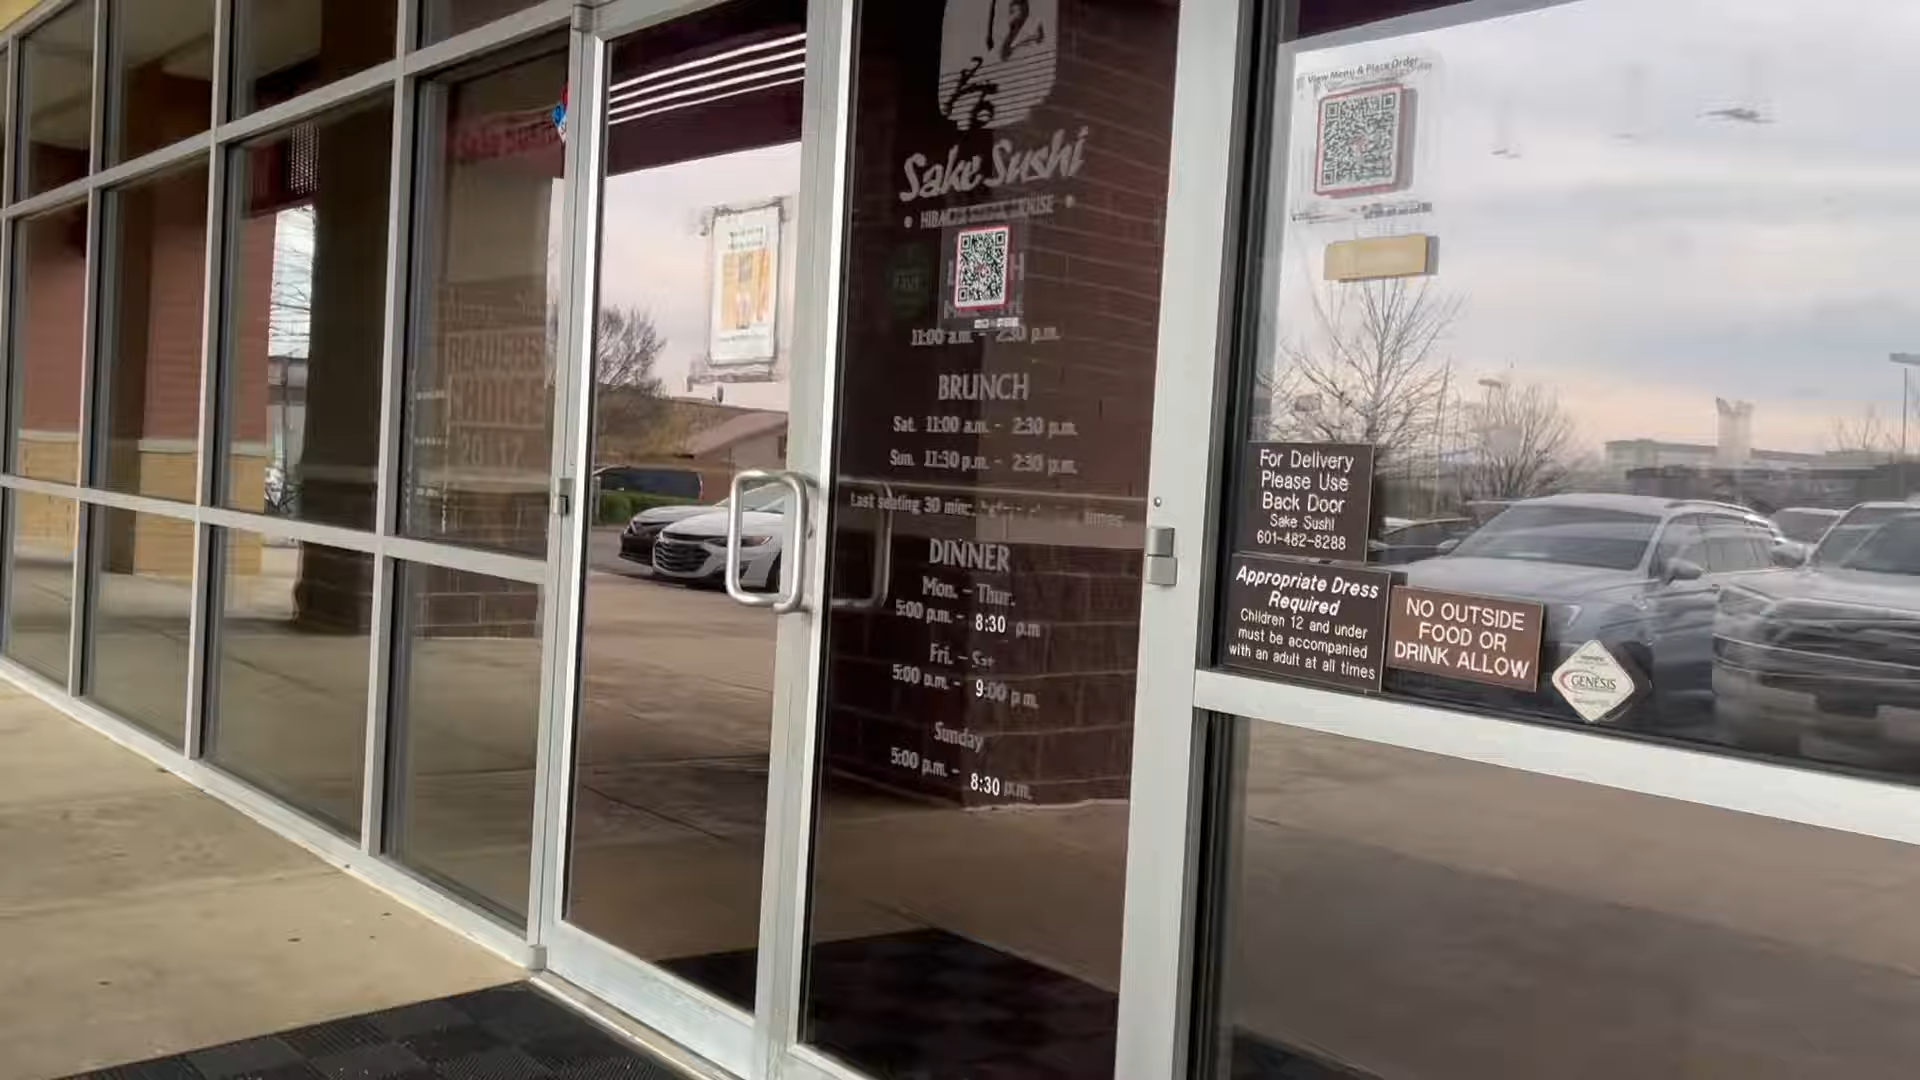 READERS
CHOICE
2017
Sake Sushi
LUNCH
11:00 a.m. - 2:30 p.m.
BRUNCH
Sat. 11:00 a.m. - 2:30 p.m.
Sun. 11:30 p.m. - 2:30 p.m.
Last seating 30 min. times
DINNER
Mon. - Thur.
5:00 p.m. - 8:30 p.m
Fri. - Sat
5:00 p.m. - 9:00 p.m.
Sunday
5:00 p.m. - 8:30 p.m.
View Menu & Place Order
For Delivery
Please Use
Back Door
Sake Sushi
601-482-8288
Appropriate Dress
Required
Children 12 and under
must be accompanied
with an adult at all times
NO OUTSIDE
FOOD OR
DRINK ALLOW
GENESIS